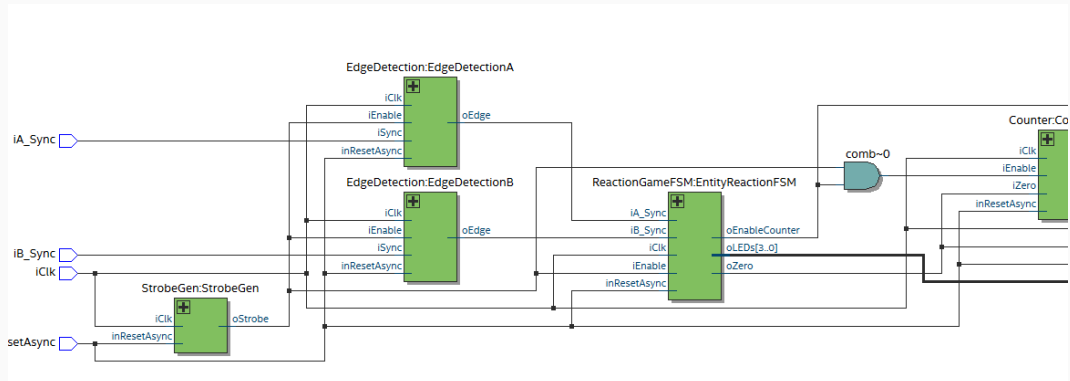 EdgeDetection:EdgeDetectionA
iClk
iEnable
iSync
inResetAsync
oEdge
iA_Sync
EdgeDetection:EdgeDetectionB
iClk
iEnable
iSync
inResetAsync
oEdge
iB_Sync
iClk
StrobeGen:StrobeGen
iClk
inResetAsync
oStrobe
setAsync
ReactionGameFSM:EntityReactionFSM
iA_Sync
iB_Sync
iClk
iEnable
inResetAsync
oEnableCounter
oLEDs[3..0]
oZero
comb~0
Counter:Co
iClk
iEnable
iZero
inResetAsync